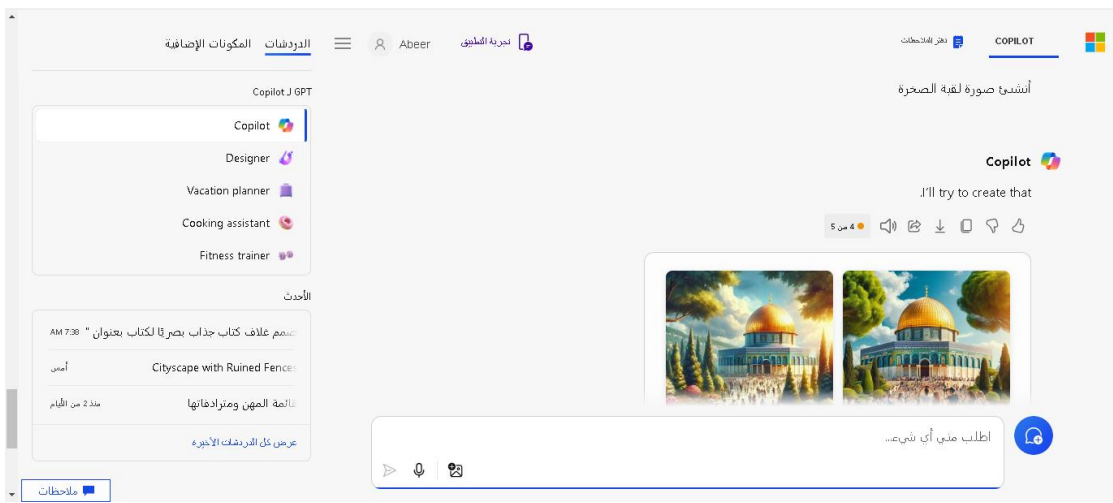 COPILOT
دفتر الملاحظات
تجربة التطبيق
Abeer
الدردشات
المكونات الإضافية
أنشئ صورة لقبة الصخرة
Copilot
I'll try to create that.
4 من 5
اطلب مني أي شيء...
GPT لـ Copilot
Copilot
Designer
Vacation planner
Cooking assistant
Fitness trainer
الأحدث
صمم غلاف كتاب جذاب بصريًا لكتاب بعنوان " 7:38 AM
Cityscape with Ruined Fences أمس
قائمة المهن ومترادفاتها منذ 2 من الأيام
عرض كل الدردشات الأخيرة
ملاحظات